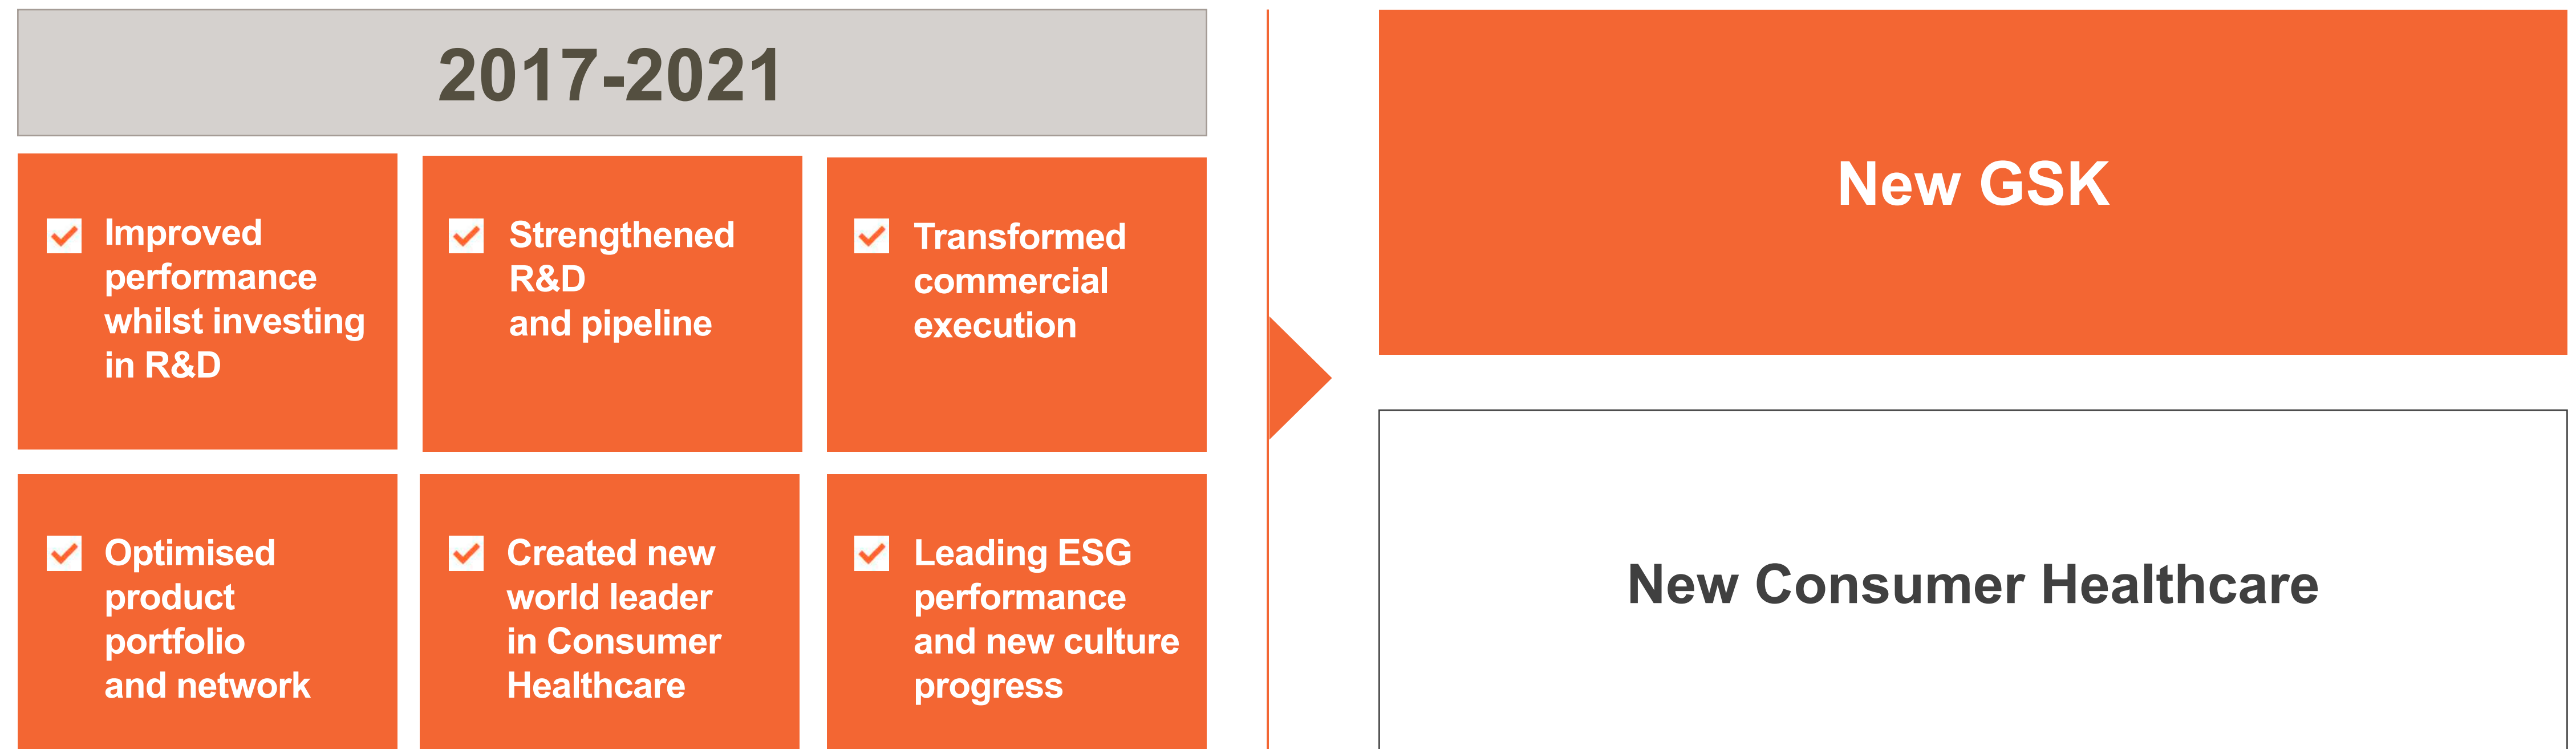 2017-2021
Improved
performance
whilst investing
in R&D
Strengthened
R&D
and pipeline
Transformed
commercial
execution
Optimised
product
portfolio
and network
Created new
world leader
in Consumer
Healthcare
Leading ESG
performance
and new culture
progress
New GSK
New Consumer Healthcare